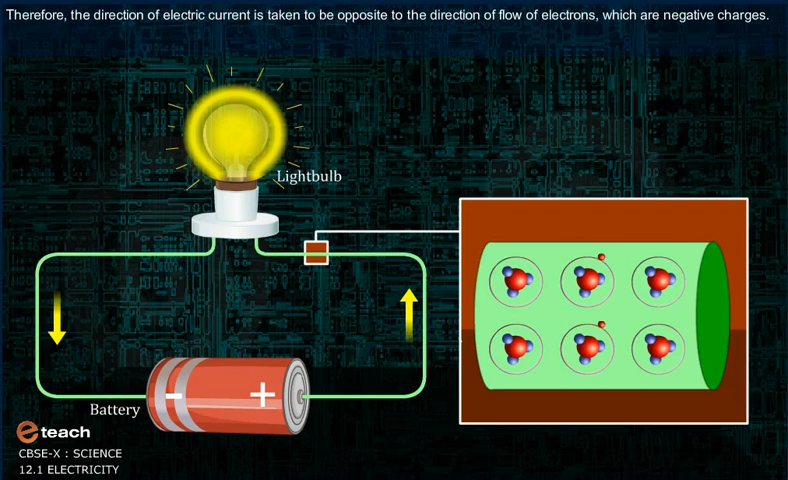 Therefore, the direction of electric current is taken to be opposite to the direction of flow of electrons, which are negative charges.
Lightbulb
- +
Battery
e teach
CBSE-X : SCIENCE
12.1 ELECTRICITY